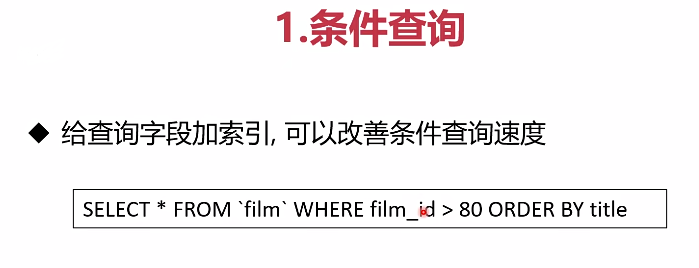 1.条件查询
◆ 给查询字段加索引, 可以改善条件查询速度
SELECT * FROM `film` WHERE film_id > 80 ORDER BY title